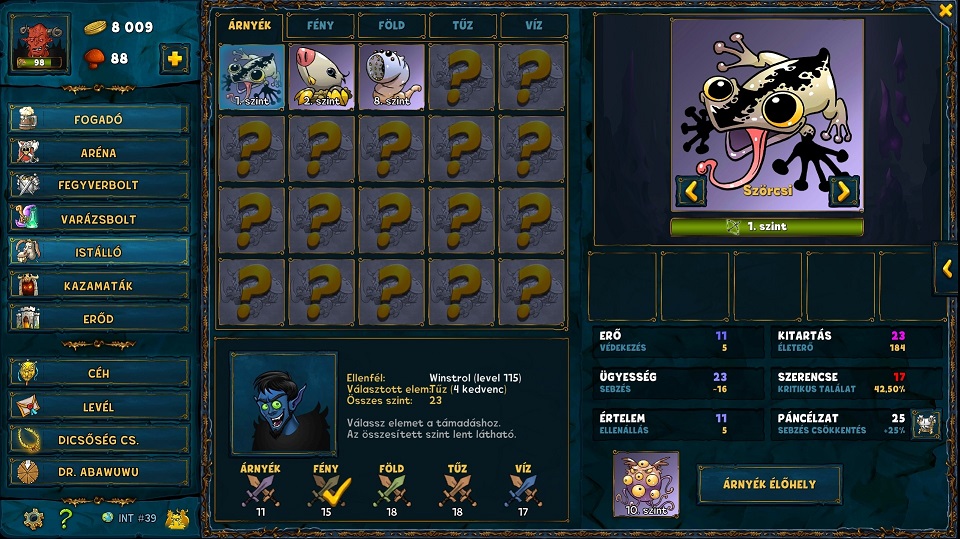 8 009
88
98
FOGADÓ
ARÉNA
FEGYVERBOLT
VARÁZSBOLT
ISTÁLLÓ
KAZAMATÁK
ERŐD
CÉH
LEVÉL
DICSŐSÉG CS.
DR. ABAWUWU
INT #39
ÁRNYÉK FÉNY FÖLD TŰZ VÍZ
1. szint 2. szint 8. szint
Ellenfél: Winstrol (level 115)
Választott elem: Tűz (4 kedvenc)
Összes szint: 23
Válassz elemet a támadáshoz.
Az összesített szint lent látható.
ÁRNYÉK FÉNY FÖLD TŰZ VÍZ
11 15 18 18 17
Szörcsi
1. szint
ERŐ 11
VÉDEKEZÉS 5
KITARTÁS 23
ÉLETERŐ 184
ÜGYESSÉG 23
SEBZÉS ~16
SZERENCSE 17
KRITIKUS TALÁLAT 42,50%
ÉRTELEM 11
ELLENÁLLÁS 5
PÁNCÉLZAT 25
SEBZÉS CSÖKKENTÉS +25%
10. szint
ÁRNYÉK ÉLŐHELY